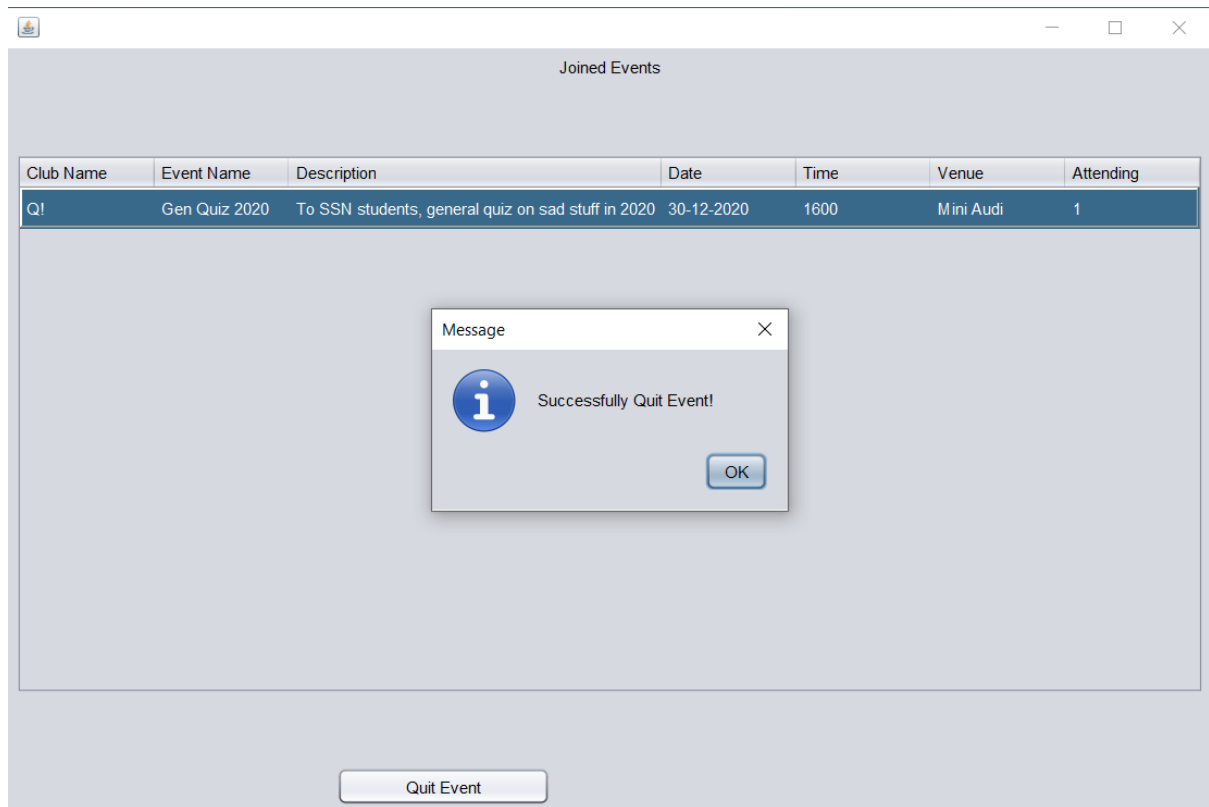 Joined Events
Club Name Event Name Description Date Time Venue Attending
Q! Gen Quiz 2020 To SSN students, general quiz on sad stuff in 2020 30-12-2020 1600 Mini Audi 1
Message
Successfully Quit Event!
OK
Quit Event